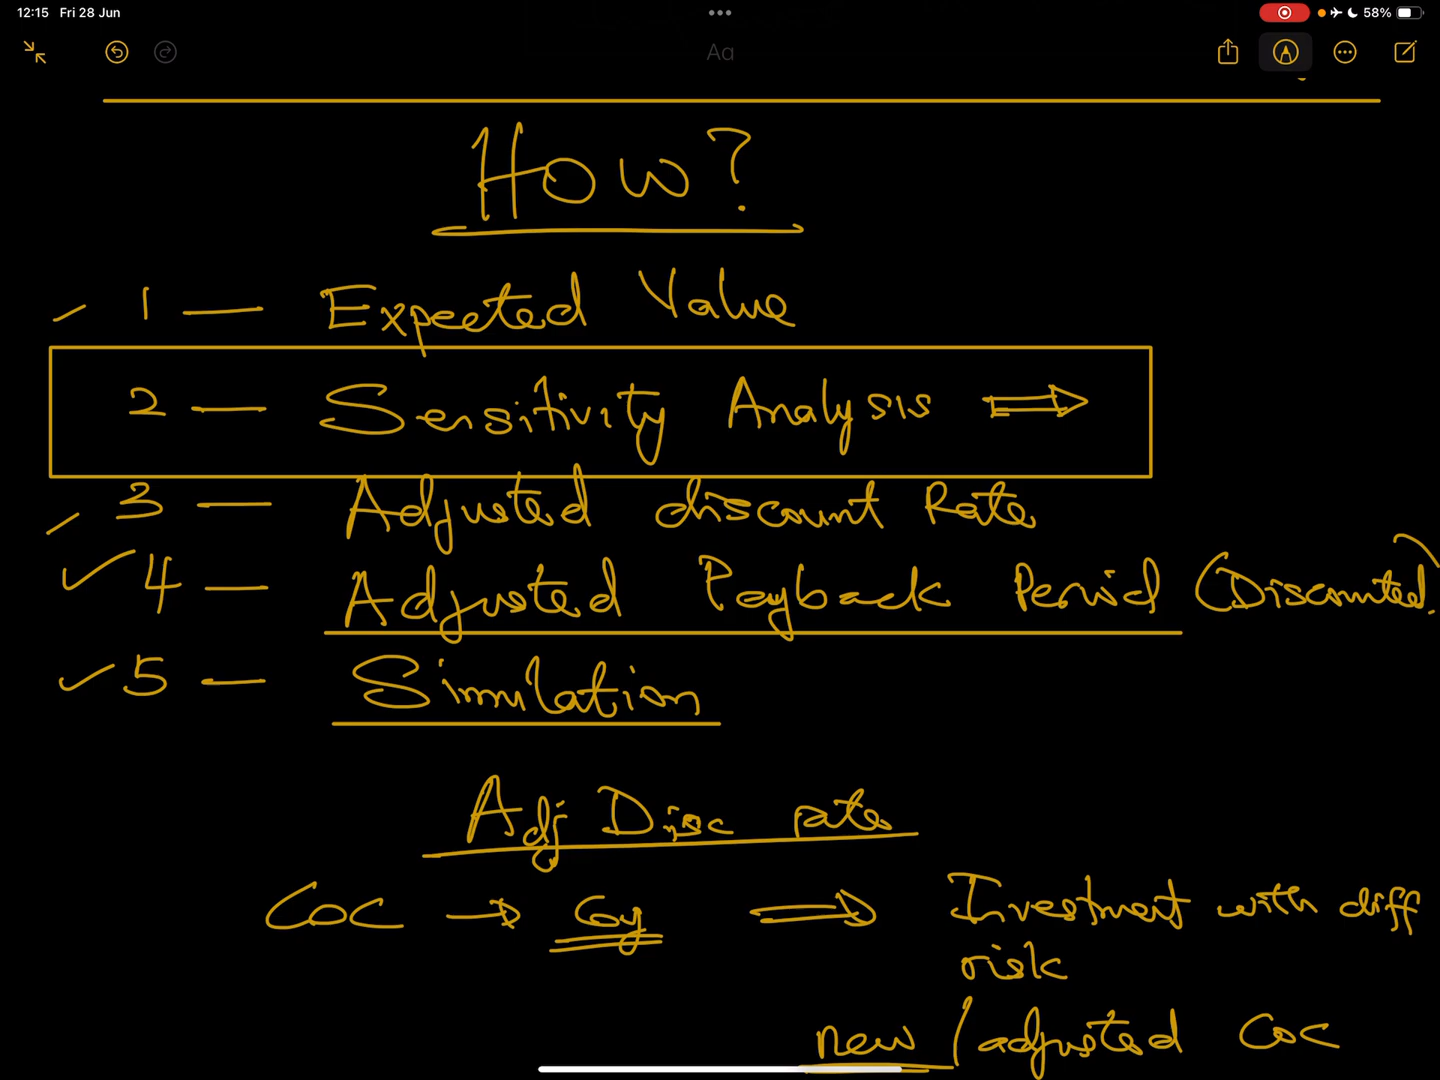 12:15 Fri 28 Jun
58%
Aa
How?
1 — Expected Value
2 — Sensitivity Analysis ⇒
3 — Adjusted discount Rate
✓ 4 — Adjusted Payback Period (Discounted)
✓ 5 — Simulation
Adj Disc rate
COC → Coy ⇒ Investment with diff
risk
new / adjusted COC